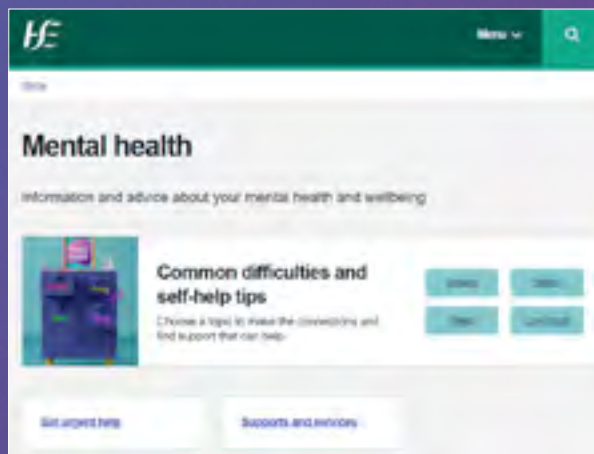 HSE
Menu
Home
Mental health
Information and advice about your mental health and wellbeing
Common difficulties and
self-help tips
Choose a topic to make the connections and
find support that can help.
Get urgent help
Supports and services